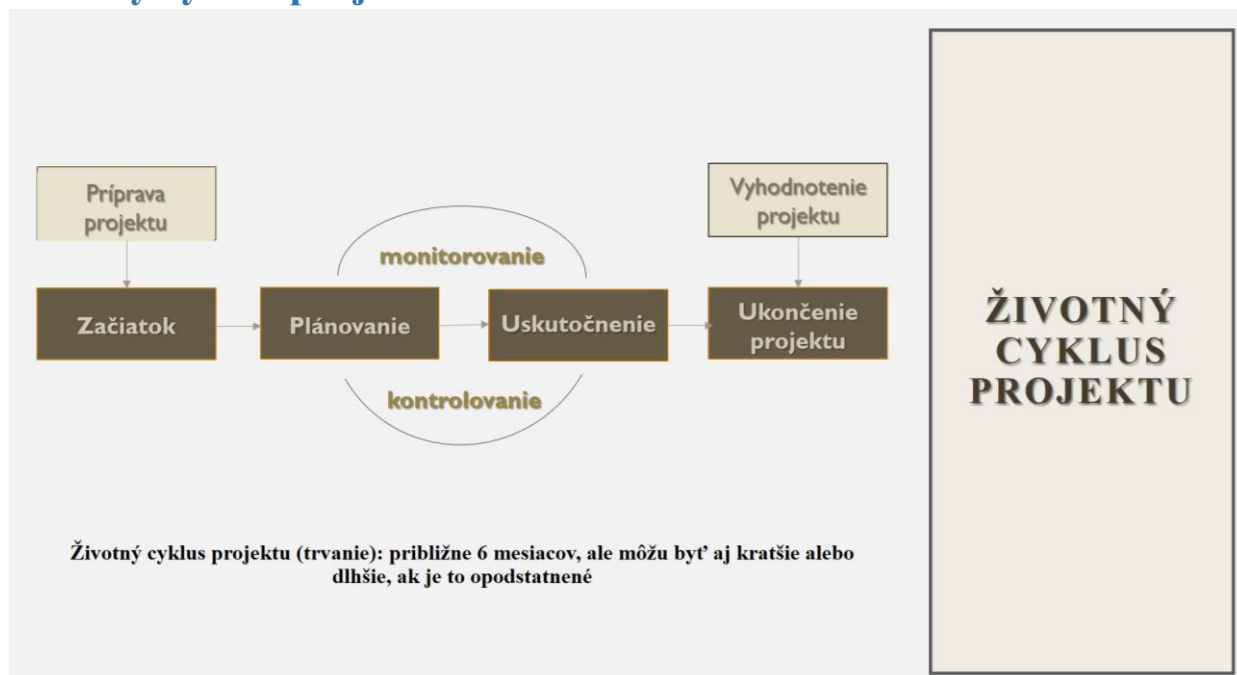 Príprava
projektu
Vyhodnotenie
projektu
monitorovanie
Začiatok
Plánovanie
Uskutočnenie
Ukončenie
projektu
kontrolovanie
Životný cyklus projektu (trvanie): približne 6 mesiacov, ale môžu byť aj kratšie alebo
dlhšie, ak je to opodstatnené
ŽIVOTNÝ
CYKLUS
PROJEKTU